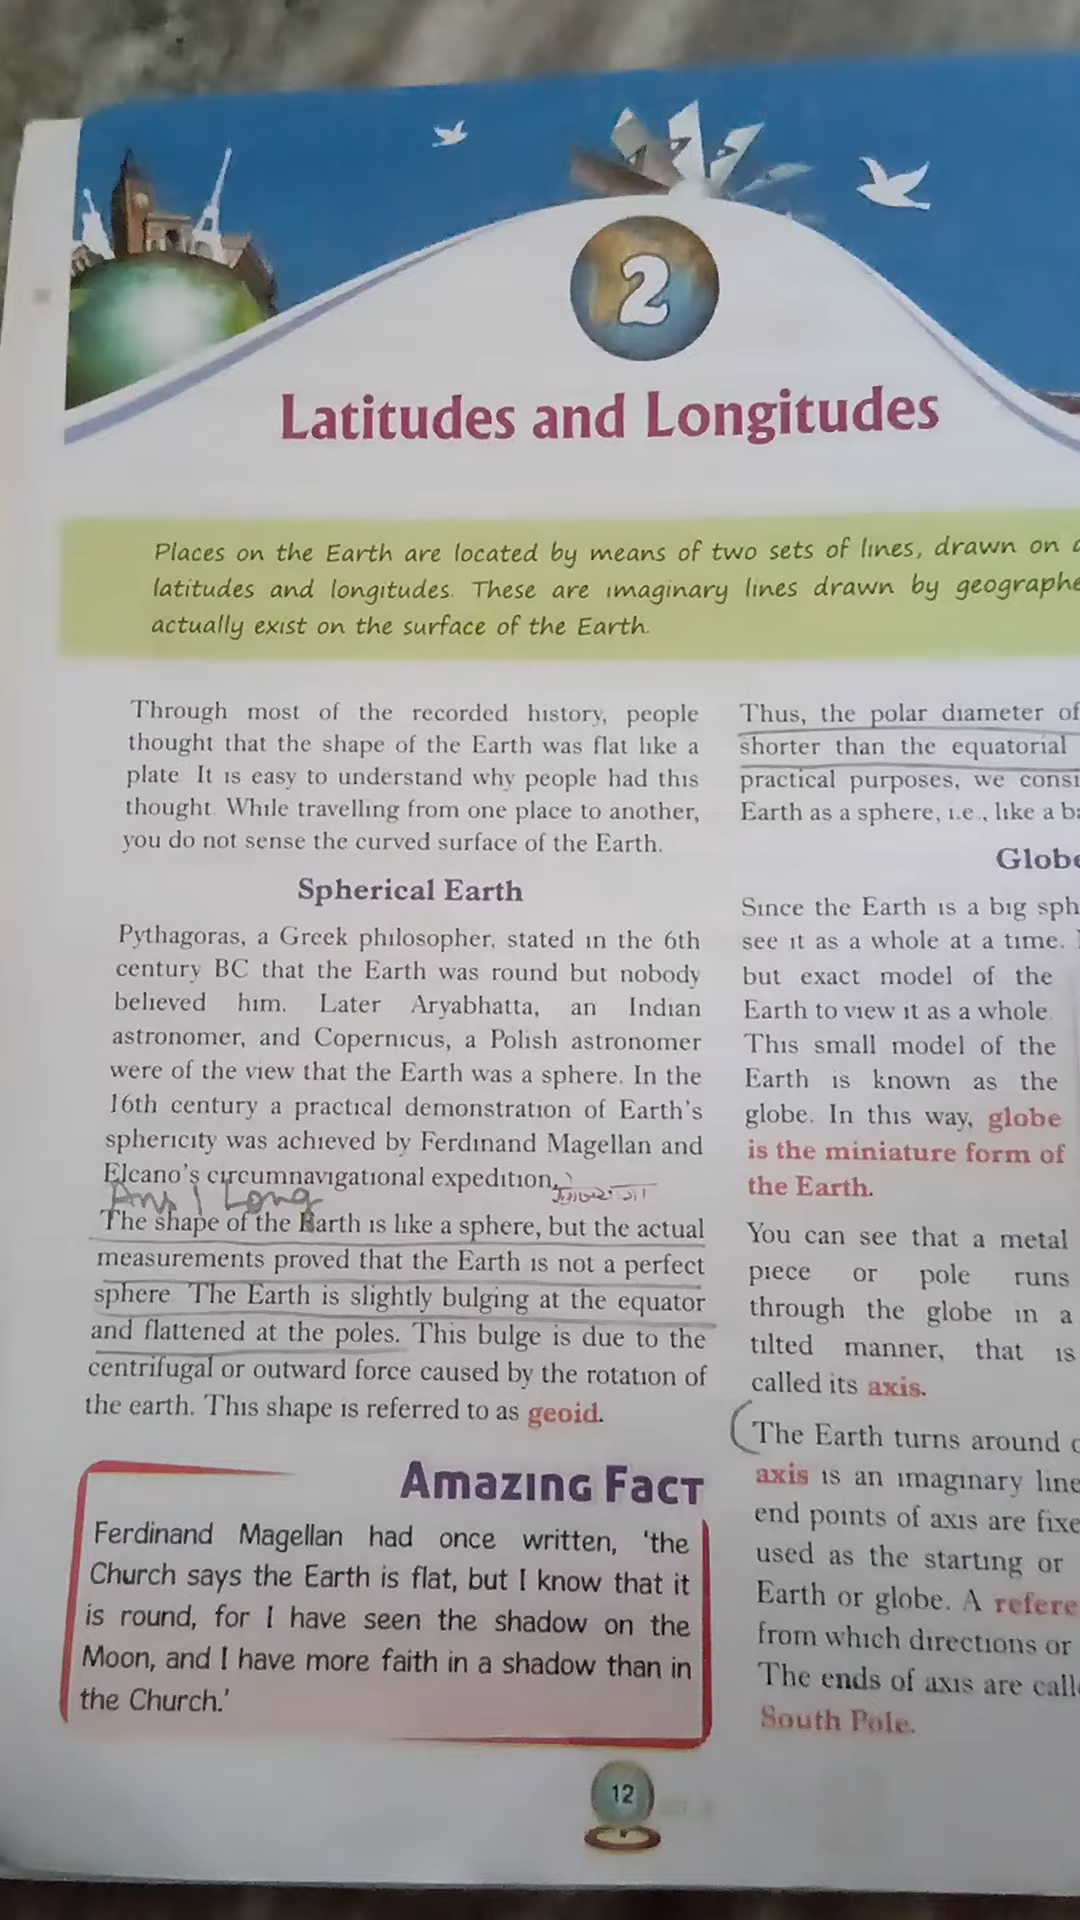 2
Latitudes and Longitudes
Places on the Earth are located by means of two sets of lines, drawn on
latitudes and longitudes. These are imaginary lines drawn by geographe
actually exist on the surface of the Earth.
Through most of the recorded history, people
thought that the shape of the Earth was flat like a
plate. It is easy to understand why people had this
thought. While travelling from one place to another,
you do not sense the curved surface of the Earth.
Spherical Earth
Pythagoras, a Greek philosopher, stated in the 6th
century BC that the Earth was round but nobody
believed him. Later Aryabhatta, an Indian
astronomer, and Copernicus, a Polish astronomer
were of the view that the Earth was a sphere. In the
16th century a practical demonstration of Earth's
sphericity was achieved by Ferdinand Magellan and
Elcano's circumnavigational expedition.
Ans 1 Long
The shape of the Earth is like a sphere, but the actual
measurements proved that the Earth is not a perfect
sphere. The Earth is slightly bulging at the equator
and flattened at the poles. This bulge is due to the
centrifugal or outward force caused by the rotation of
the earth. This shape is referred to as geoid.
Amazing Fact
Ferdinand Magellan had once written, 'the
Church says the Earth is flat, but I know that it
is round, for I have seen the shadow on the
Moon, and I have more faith in a shadow than in
the Church.'
Thus, the polar diameter of
shorter than the equatorial
practical purposes, we consi
Earth as a sphere, i.e., like a ba
Globe
Since the Earth is a big sph
see it as a whole at a time.
but exact model of the
Earth to view it as a whole.
This small model of the
Earth is known as the
globe. In this way, globe
is the miniature form of
the Earth.
You can see that a metal
piece or pole runs
through the globe in a
tilted manner, that is
called its axis.
The Earth turns around
axis is an imaginary line
end points of axis are fixe
used as the starting or
Earth or globe. A refere
from which directions or
The ends of axis are calle
South Pole.
12